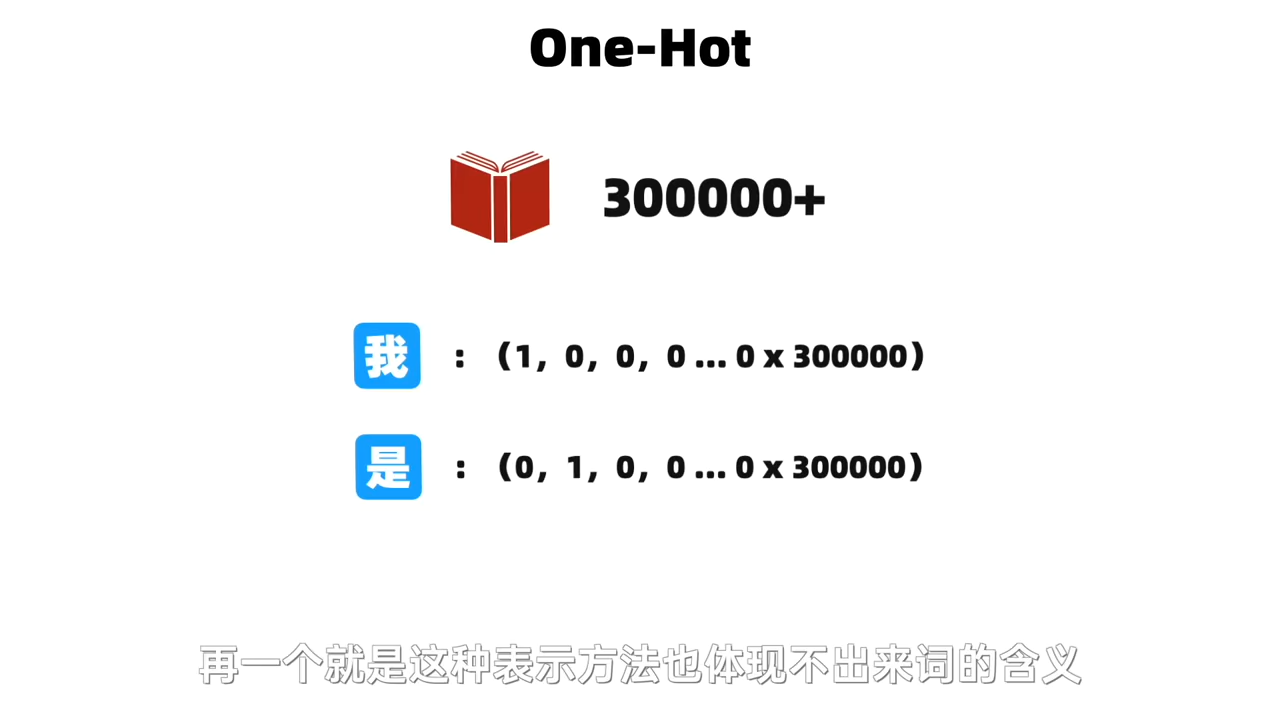 One-Hot
300000+
我 : （1，0，0，0 ... 0 x 300000）
是 : （0，1，0，0 ... 0 x 300000）
再一个就是这种表示方法也体现不出来词的含义